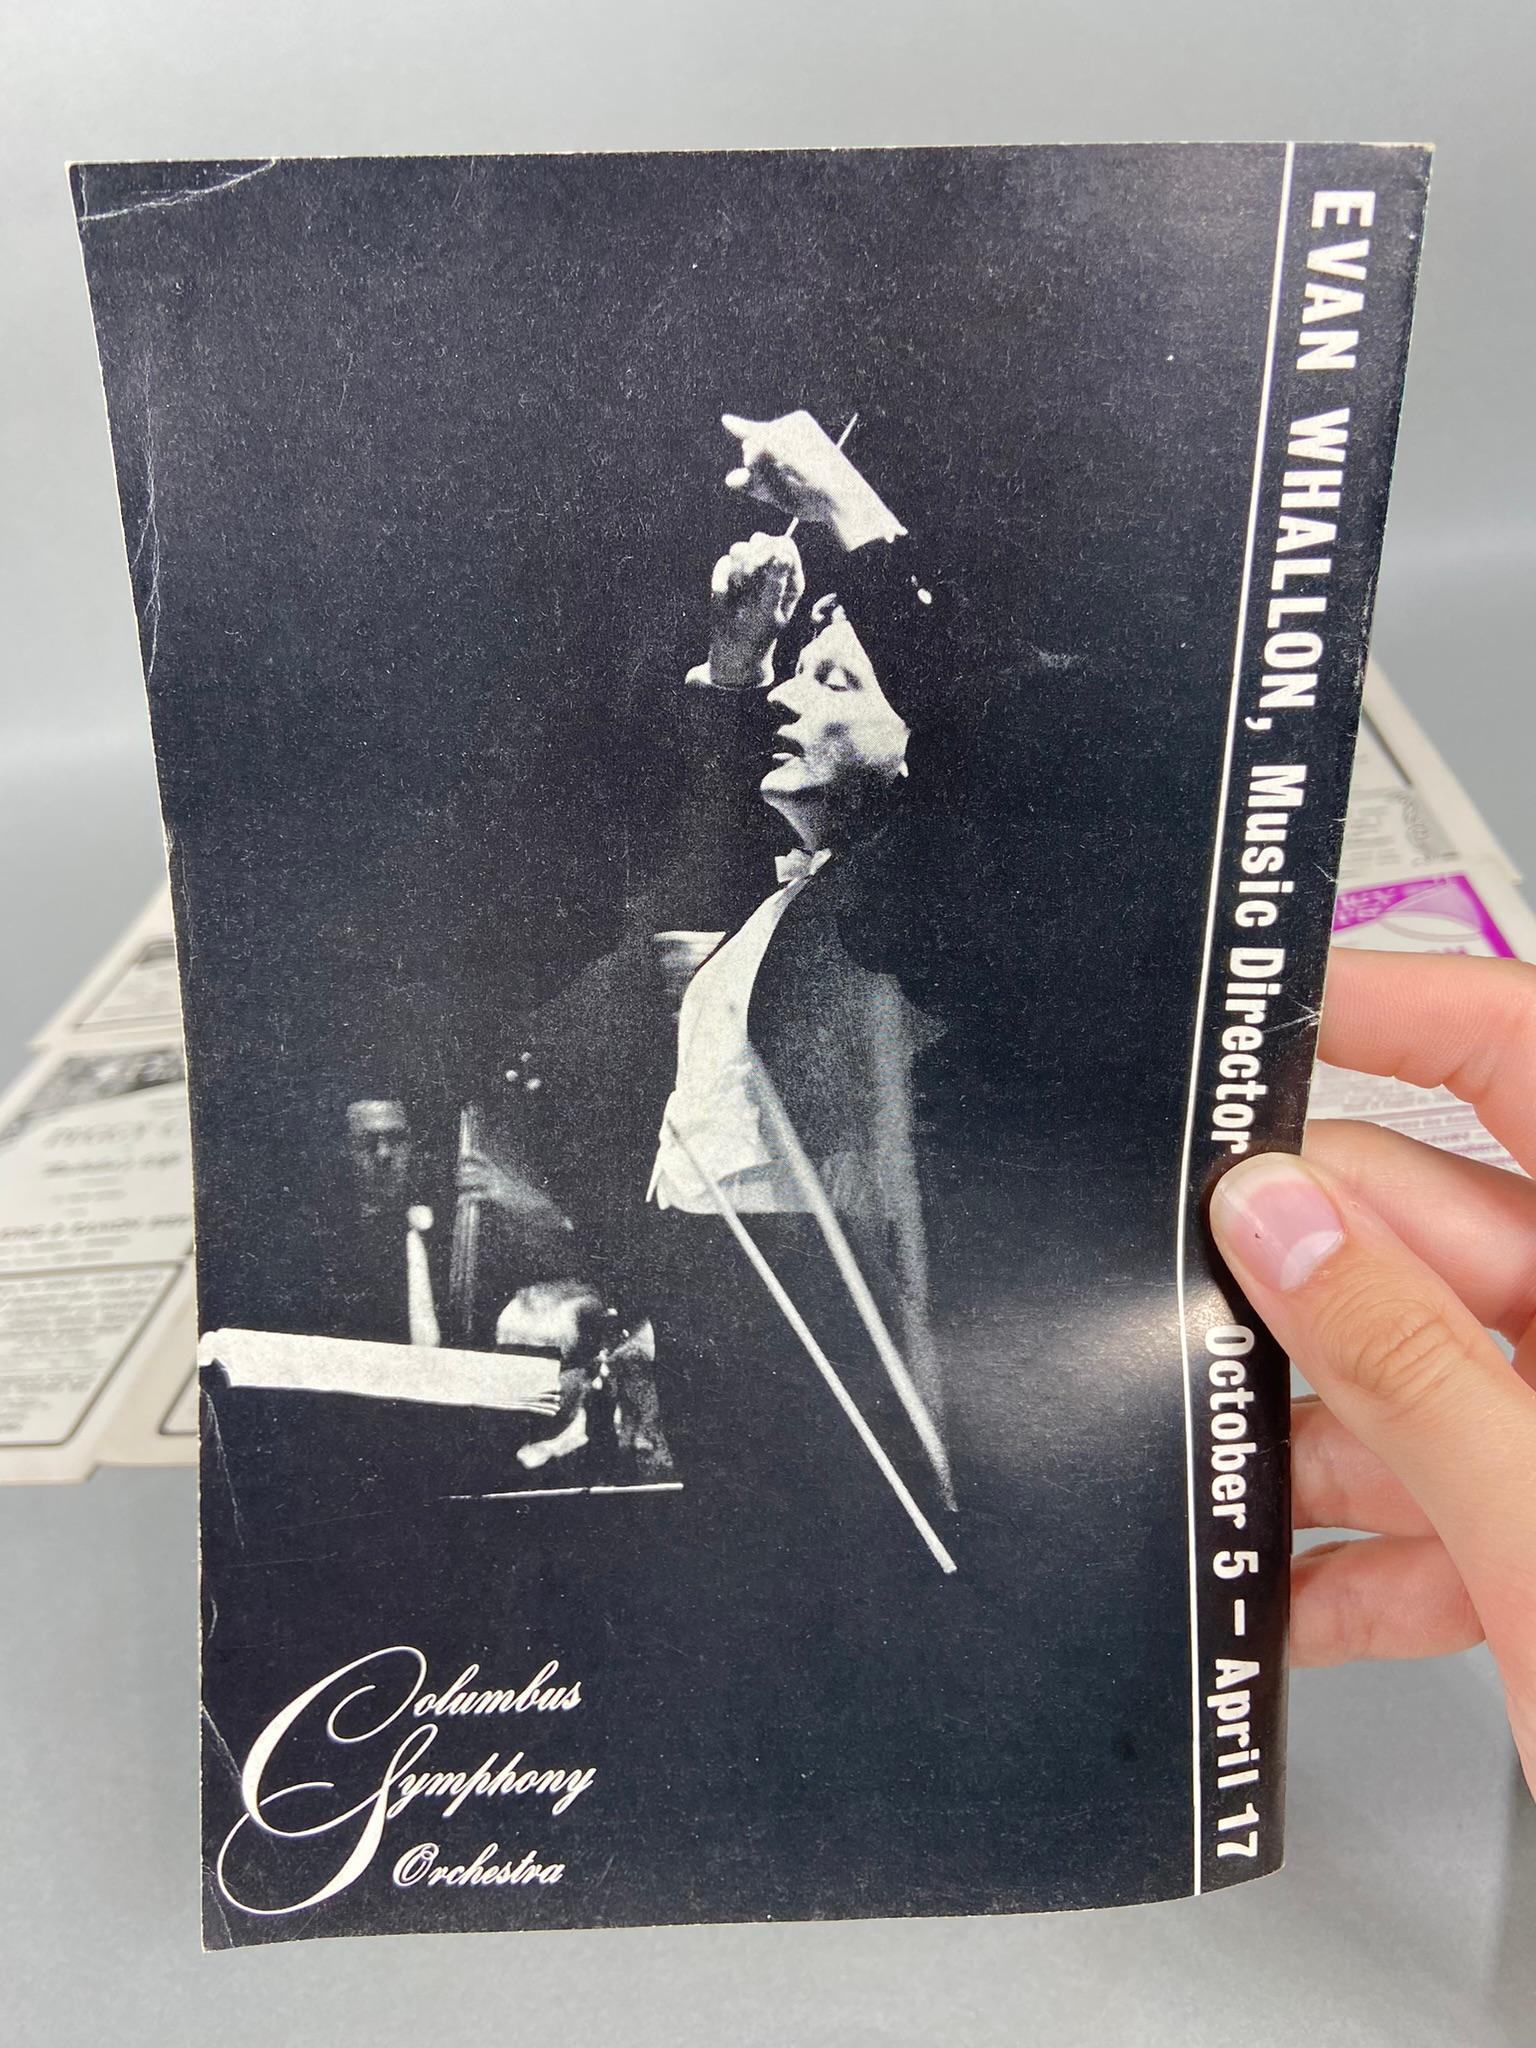 EVAN WHALLON, Music Director October 5 - April 17
Columbus
Symphony
Orchestra